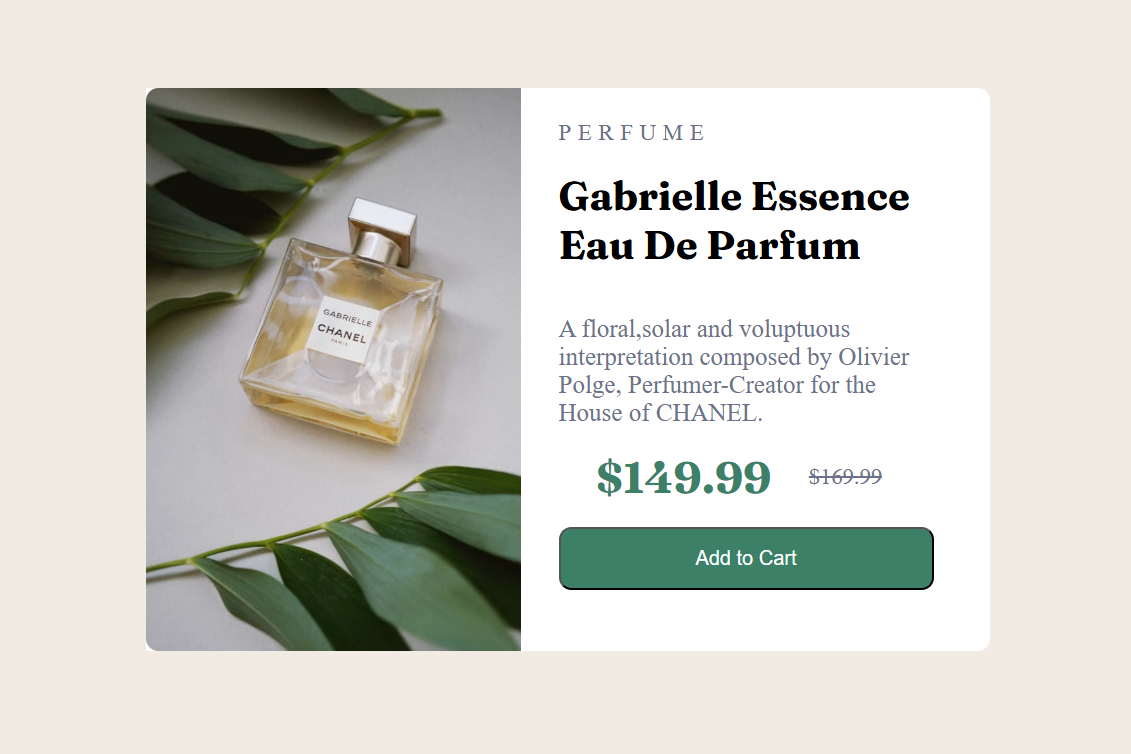 PERFUME
Gabrielle Essence
Eau De Parfum
A floral,solar and voluptuous
interpretation composed by Olivier
Polge, Perfumer-Creator for the
House of CHANEL.
$149.99 $169.99
Add to Cart
GABRIELLE
CHANEL
PARIS